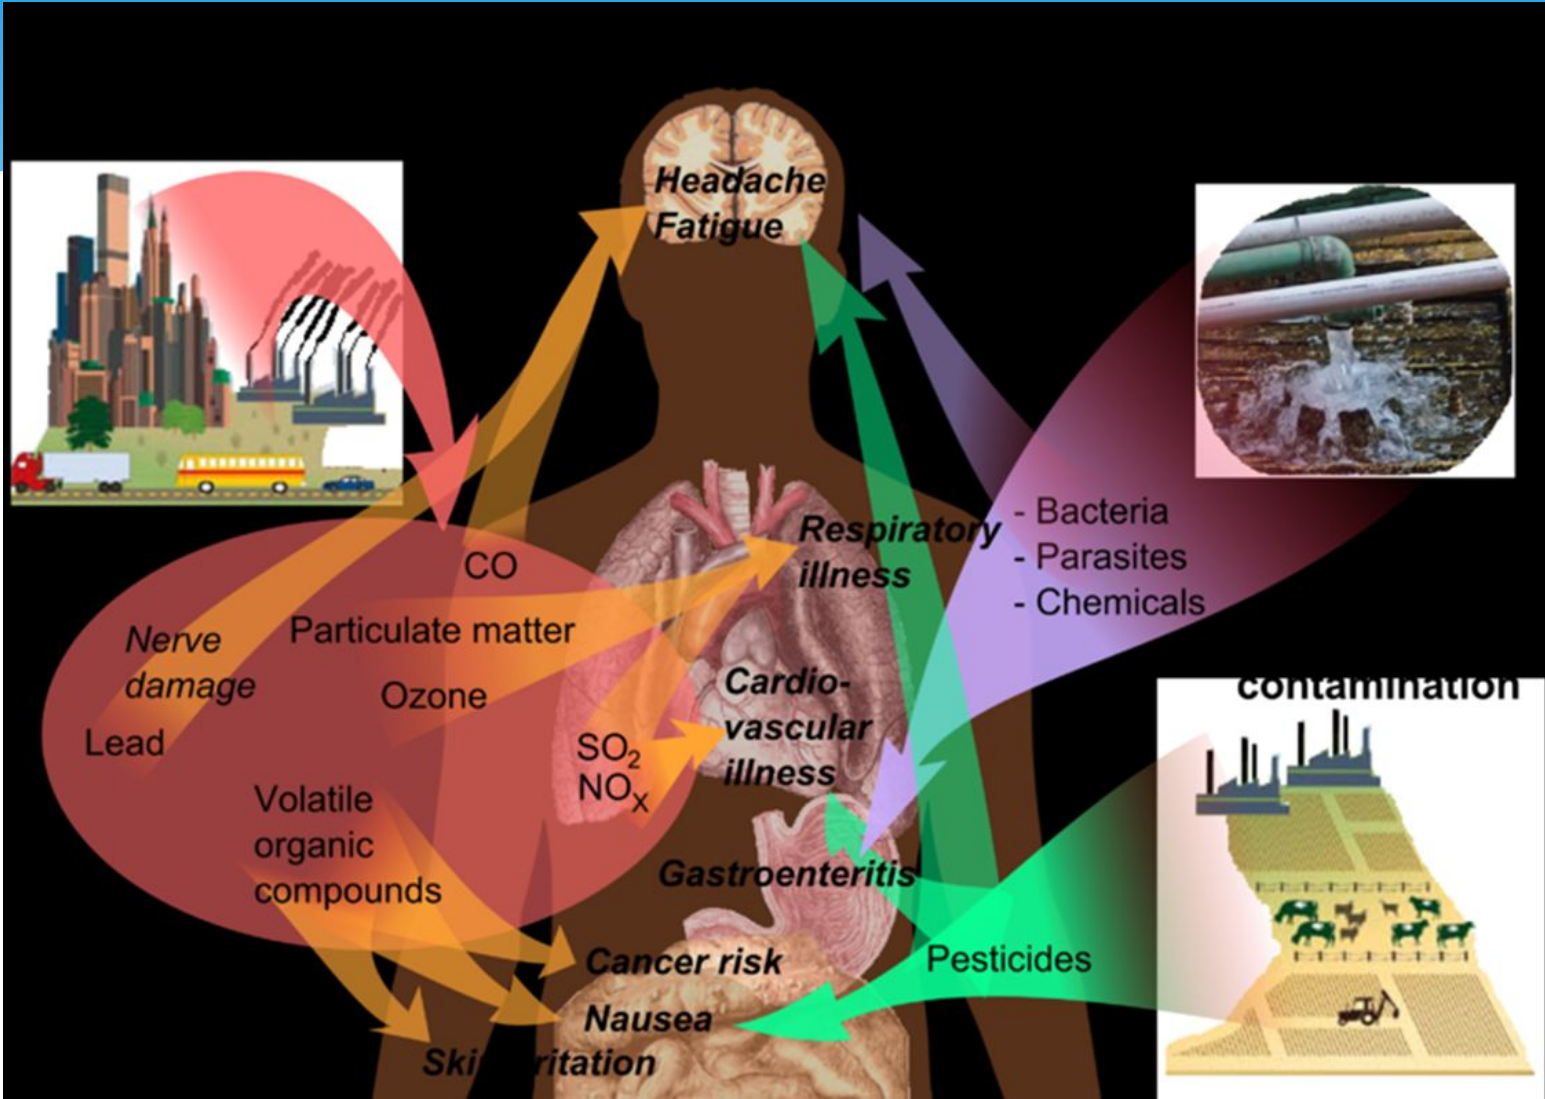 Headache
Fatigue
CO
Particulate matter
Nerve
damage
Ozone
Lead
SO₂
NOₓ
Volatile
organic
compounds
Respiratory
illness
Cardio-
vascular
illness
Gastroenteritis
Cancer risk
Nausea
- Bacteria
- Parasites
- Chemicals
contamination
Pesticides